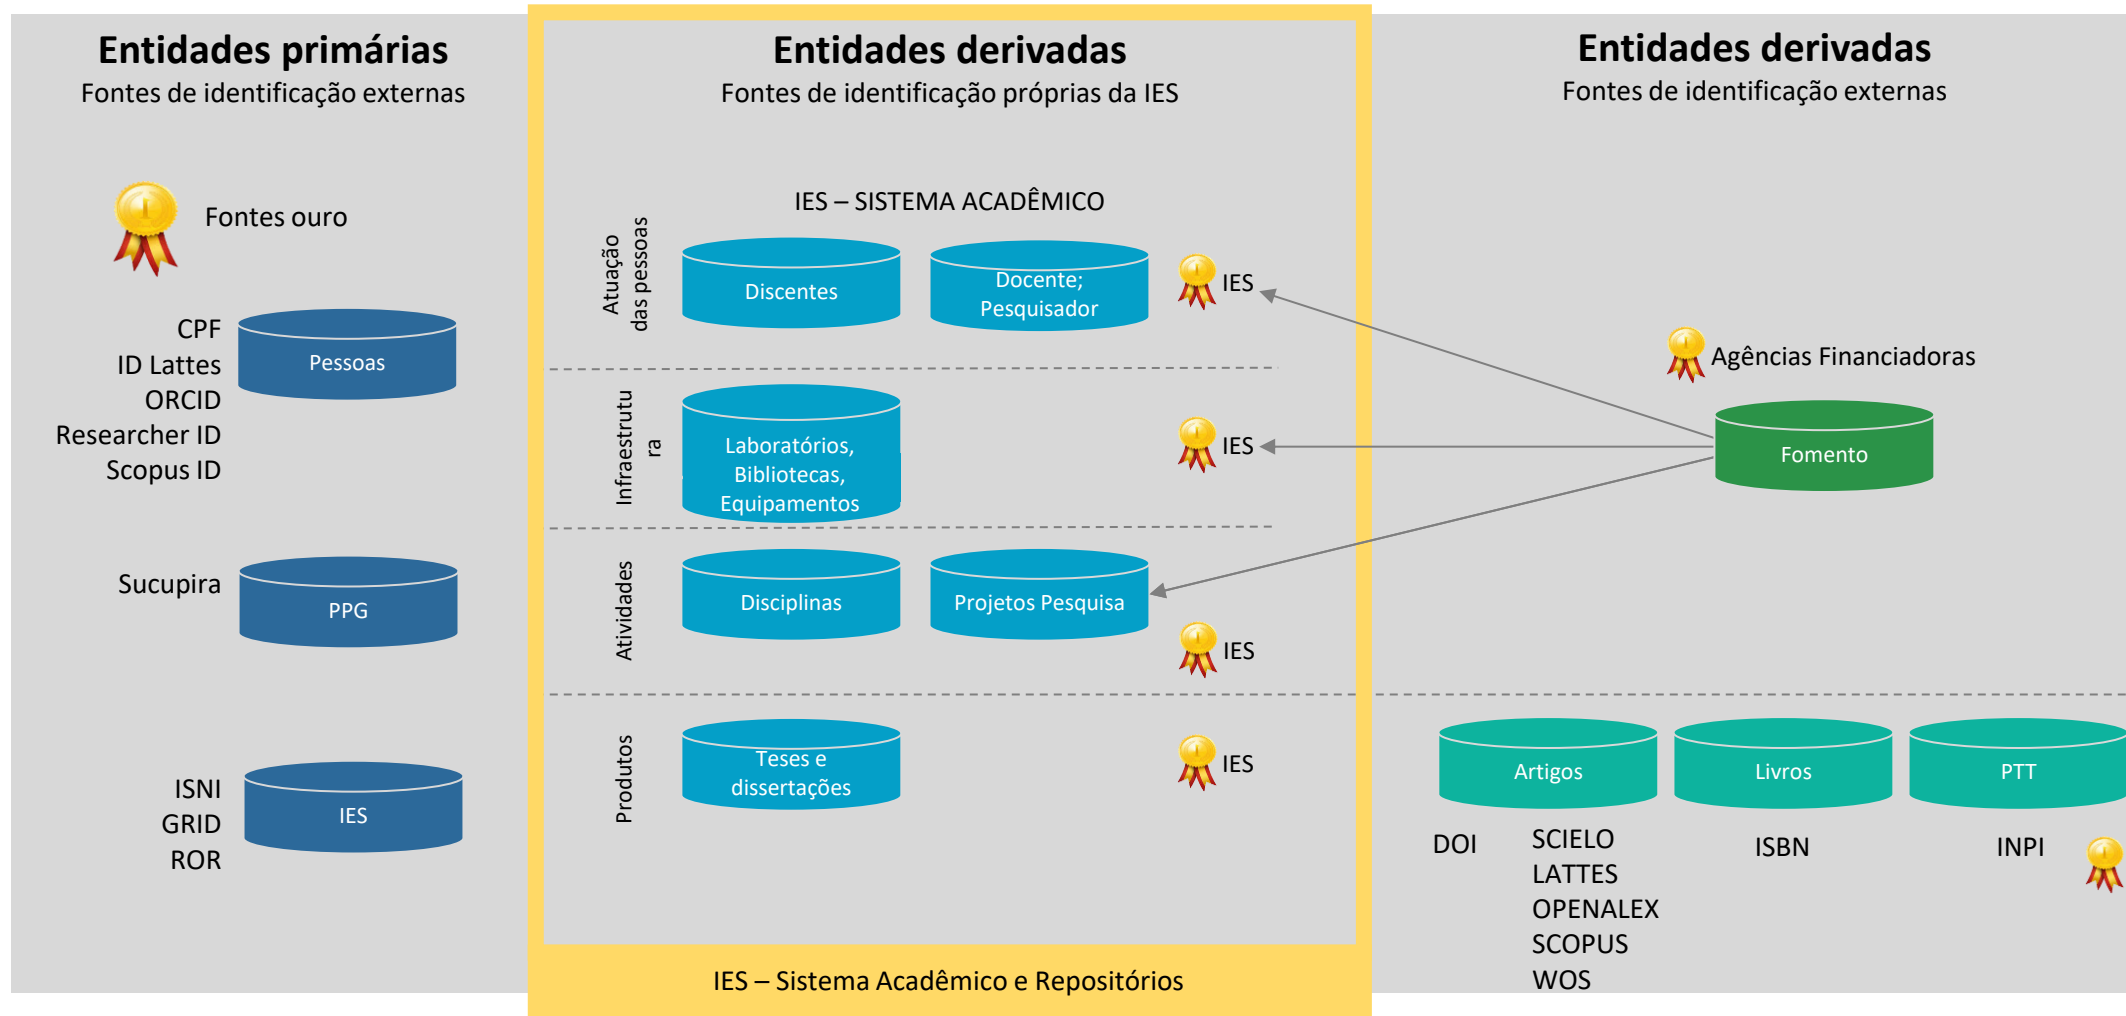 Entidades primárias
Fontes de identificação externas
Fontes ouro
CPF
ID Lattes
ORCID
Researcher ID
Scopus ID
Pessoas
Sucupira
PPG
ISNI
GRID
ROR
IES
Entidades derivadas
Fontes de identificação próprias da IES
IES – SISTEMA ACADÊMICO
Atuação
das pessoas
Discentes
Docente;
Pesquisador
IES
Infraestrutu
ra
Laboratórios,
Bibliotecas,
Equipamentos
IES
Atividades
Disciplinas
Projetos Pesquisa
IES
Produtos
Teses e
dissertações
IES
IES – Sistema Acadêmico e Repositórios
Entidades derivadas
Fontes de identificação externas
Agências Financiadoras
Fomento
Artigos
Livros
PTT
DOI
SCIELO
LATTES
OPENALEX
SCOPUS
WOS
ISBN
INPI